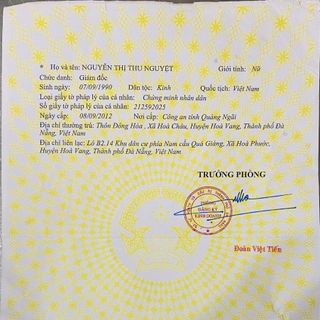 * Họ và tên: NGUYỄN THỊ THU NGUYỆT Giới tính: Nữ
Chức danh: Giám đốc
Sinh ngày: 07/09/1990 Dân tộc: Kinh Quốc tịch: Việt Nam
Loại giấy tờ pháp lý của cá nhân: Chứng minh nhân dân
Số giấy tờ pháp lý của cá nhân: 212592025
Ngày cấp: 08/09/2012 Nơi cấp: Công an tỉnh Quảng Ngãi
Địa chỉ thường trú: Thôn Đông Hòa , Xã Hoà Châu, Huyện Hoà Vang, Thành phố Đà
Nẵng, Việt Nam
Địa chỉ liên lạc: Lô B2.14 Khu dân cư phía Nam cầu Quá Giáng, Xã Hoà Phước,
Huyện Hoà Vang, Thành phố Đà Nẵng, Việt Nam
TRƯỞNG PHÒNG
PHÒNG
ĐĂNG KÝ
KINH DOANH
Đoàn Việt Tiến